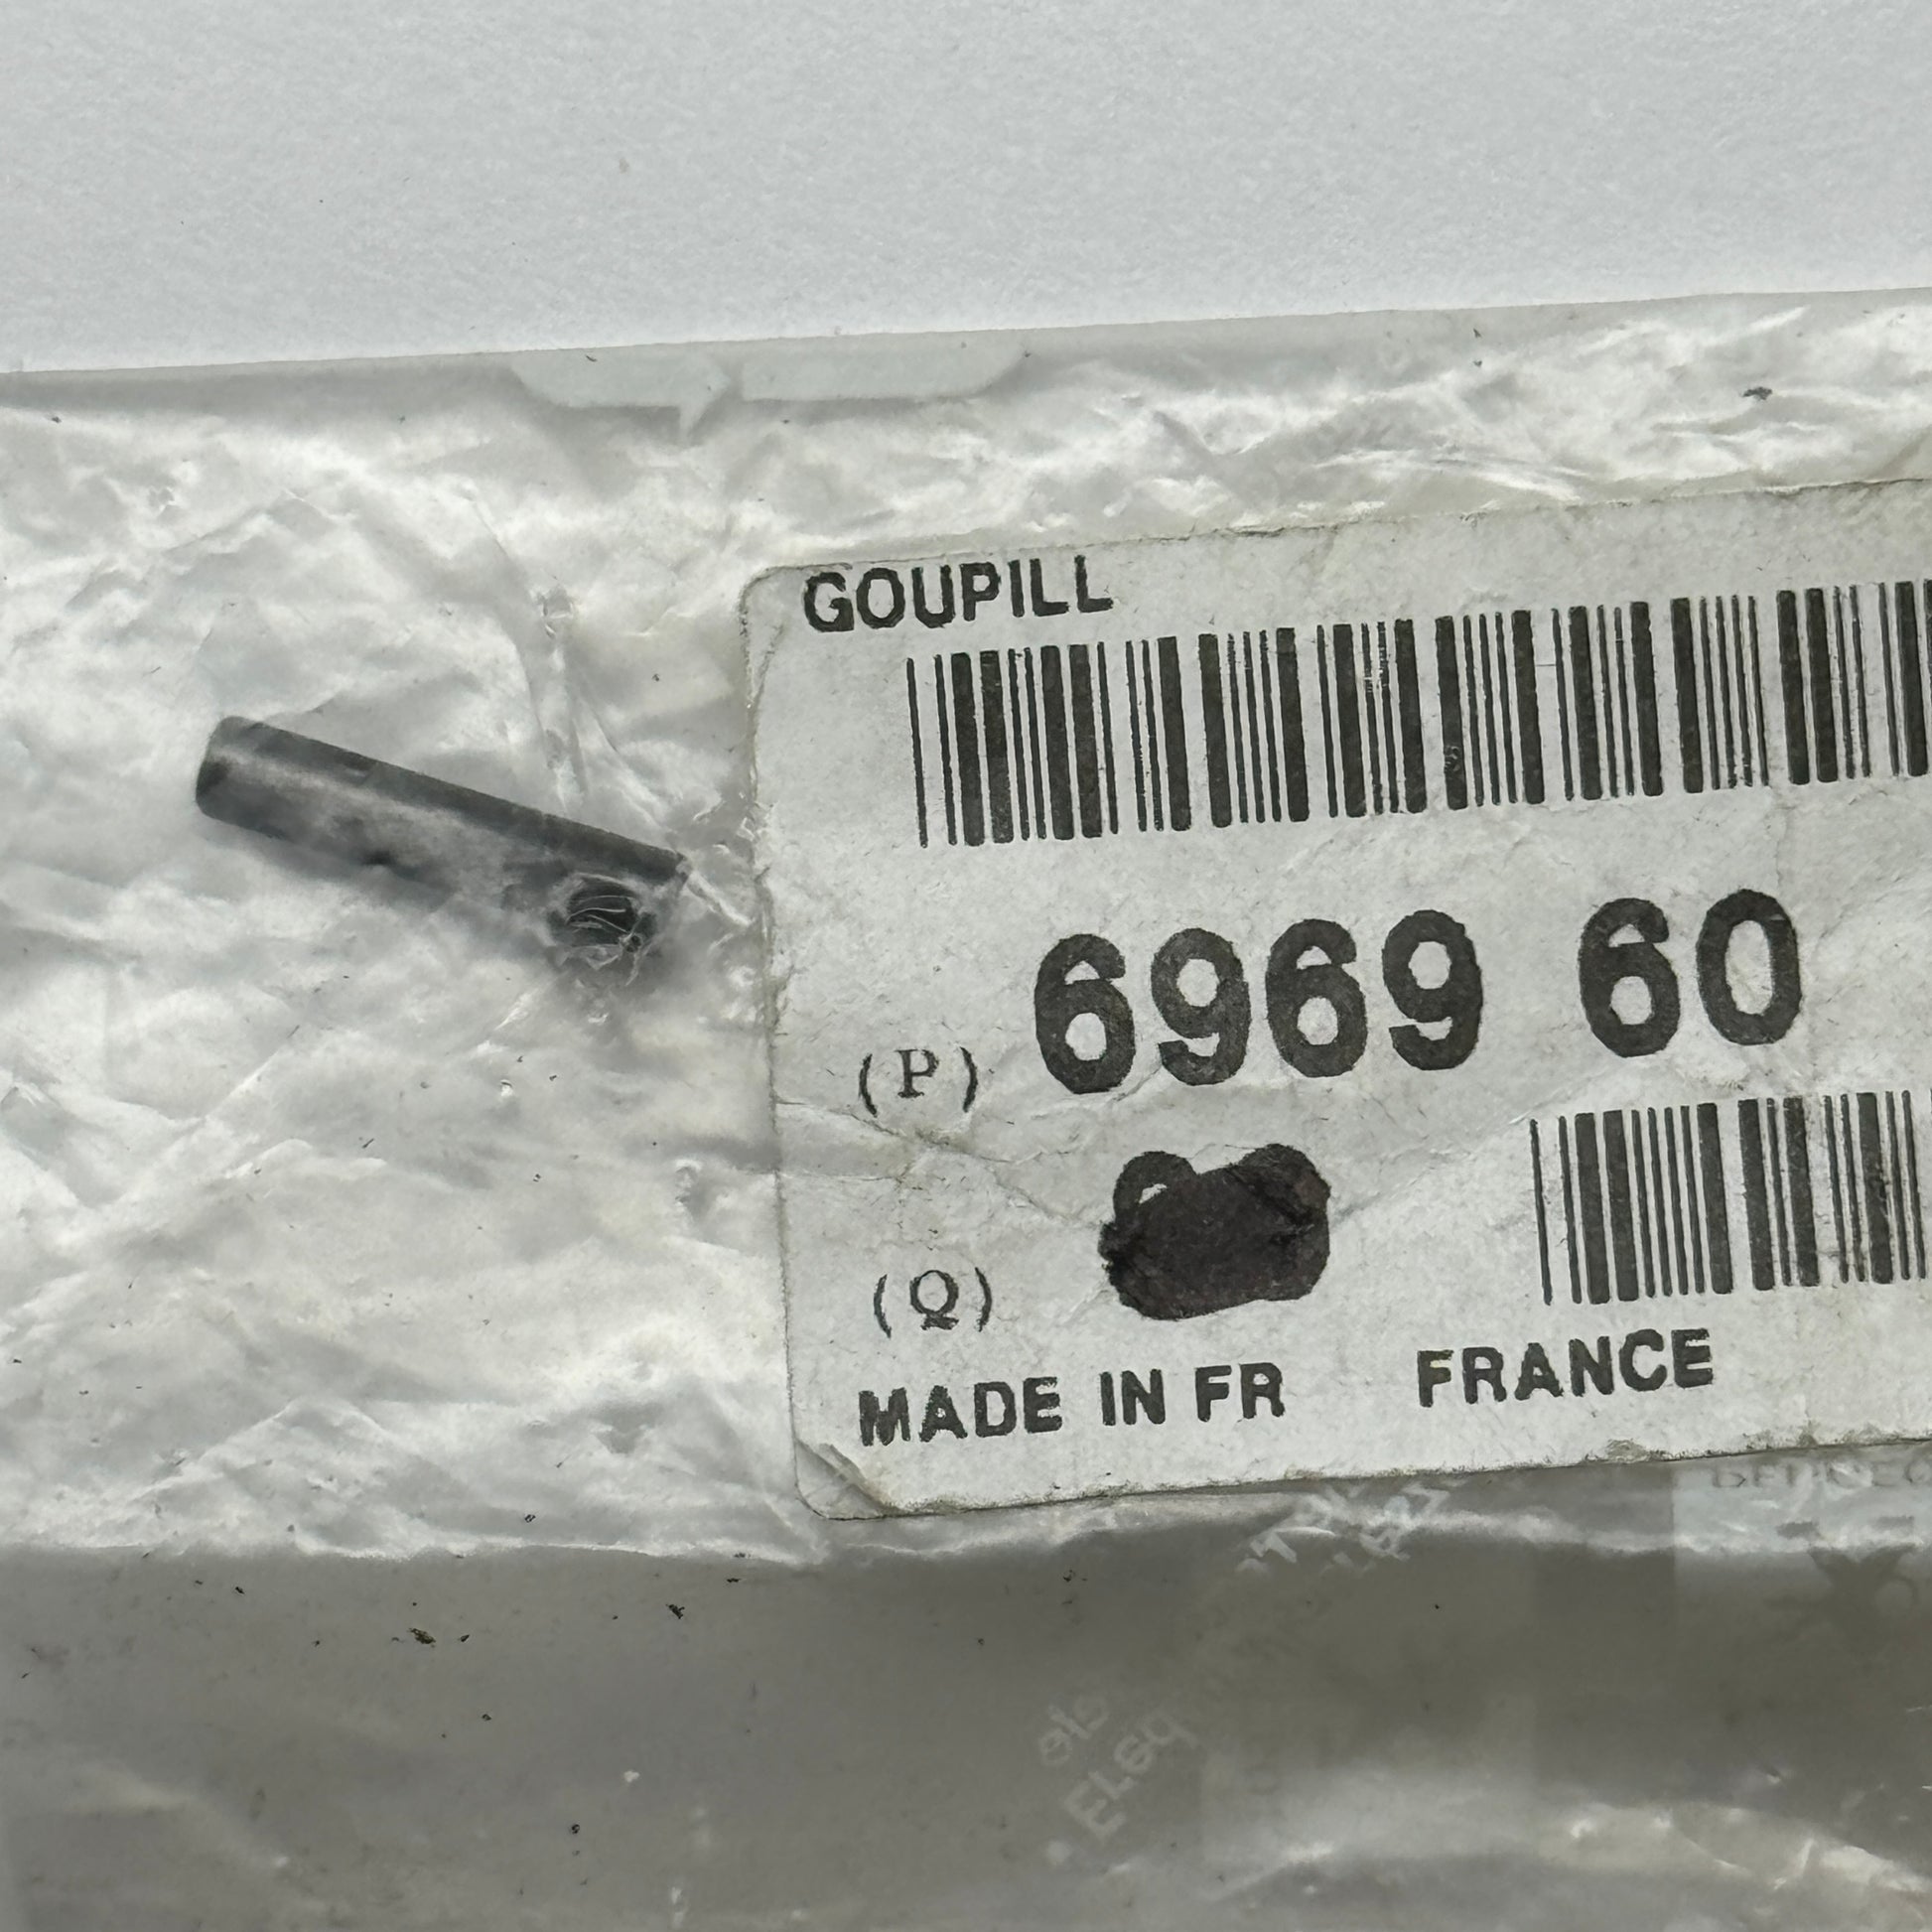 GOUPILL
(P) 6969 60
(Q)
MADE IN FR FRANCE